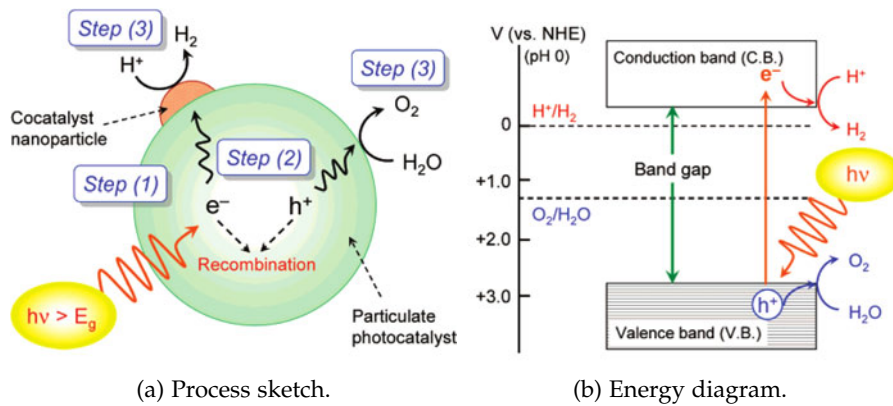 Step (3)
H₂
H⁺
Step (3)
O₂
H₂O
Cocatalyst
nanoparticle
Step (1)
Step (2)
e⁻
h⁺
Recombination
hν > Eg
Particulate
photocatalyst
(a) Process sketch.
V (vs. NHE)
(pH 0)
Conduction band (C.B.)
e⁻
H⁺
H⁺/H₂
0
H₂
Band gap
hν
+1.0
O₂/H₂O
+2.0
O₂
+3.0
h⁺
H₂O
Valence band (V.B.)
(b) Energy diagram.